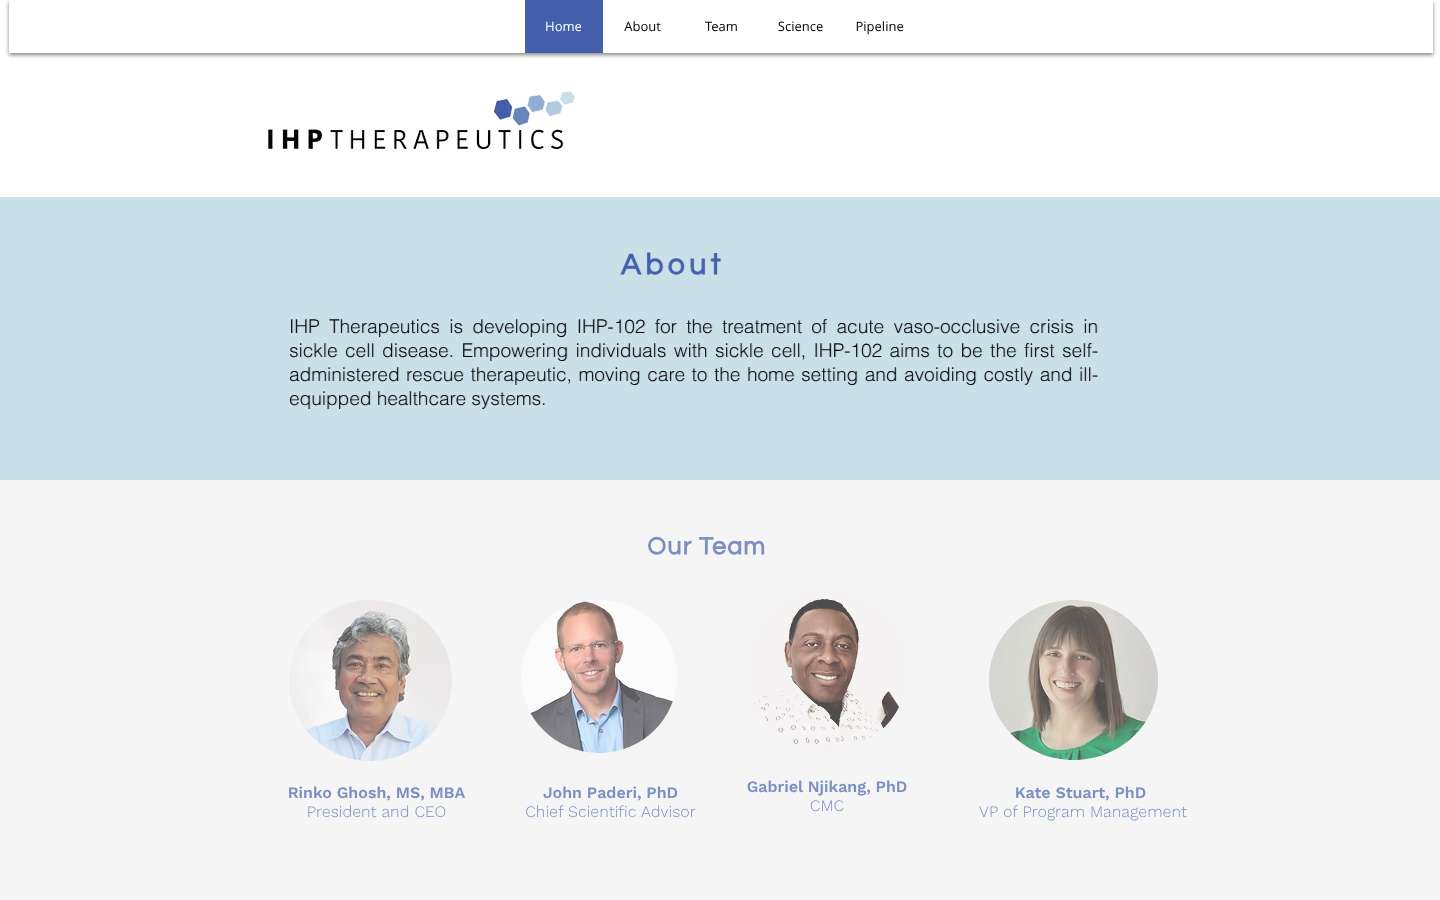 Home About Team Science Pipeline
IHP THERAPEUTICS
About
IHP Therapeutics is developing IHP-102 for the treatment of acute vaso-occlusive crisis in
sickle cell disease. Empowering individuals with sickle cell, IHP-102 aims to be the first self-
administered rescue therapeutic, moving care to the home setting and avoiding costly and ill-
equipped healthcare systems.
Our Team
Rinko Ghosh, MS, MBA
President and CEO
John Paderi, PhD
Chief Scientific Advisor
Gabriel Njikang, PhD
CMC
Kate Stuart, PhD
VP of Program Management